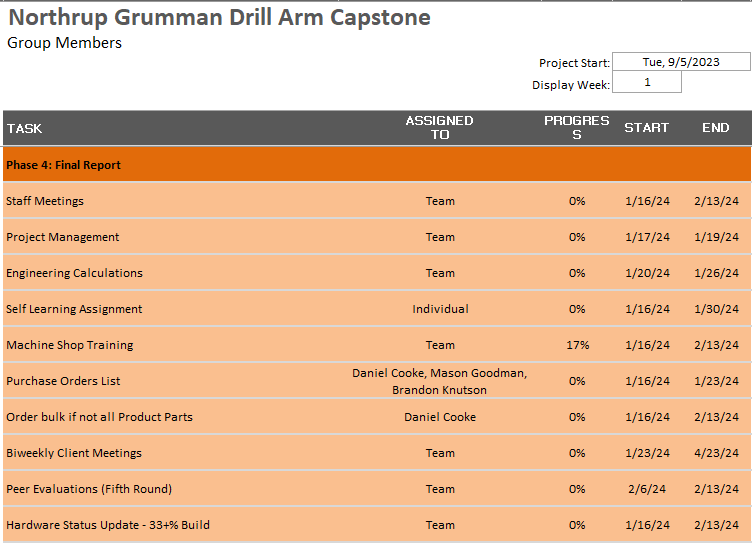 Northrup Grumman Drill Arm Capstone
Group Members
Project Start: Tue, 9/5/2023
Display Week: 1
TASK ASSIGNED TO PROGRESS START END
Phase 4: Final Report
Staff Meetings Team 0% 1/16/24 2/13/24
Project Management Team 0% 1/17/24 1/19/24
Engineering Calculations Team 0% 1/20/24 1/26/24
Self Learning Assignment Individual 0% 1/16/24 1/30/24
Machine Shop Training Team 17% 1/16/24 2/13/24
Purchase Orders List Daniel Cooke, Mason Goodman, Brandon Knutson 0% 1/16/24 1/23/24
Order bulk if not all Product Parts Daniel Cooke 0% 1/16/24 2/13/24
Biweekly Client Meetings Team 0% 1/23/24 4/23/24
Peer Evaluations (Fifth Round) Team 0% 2/6/24 2/13/24
Hardware Status Update - 33+% Build Team 0% 1/16/24 2/13/24